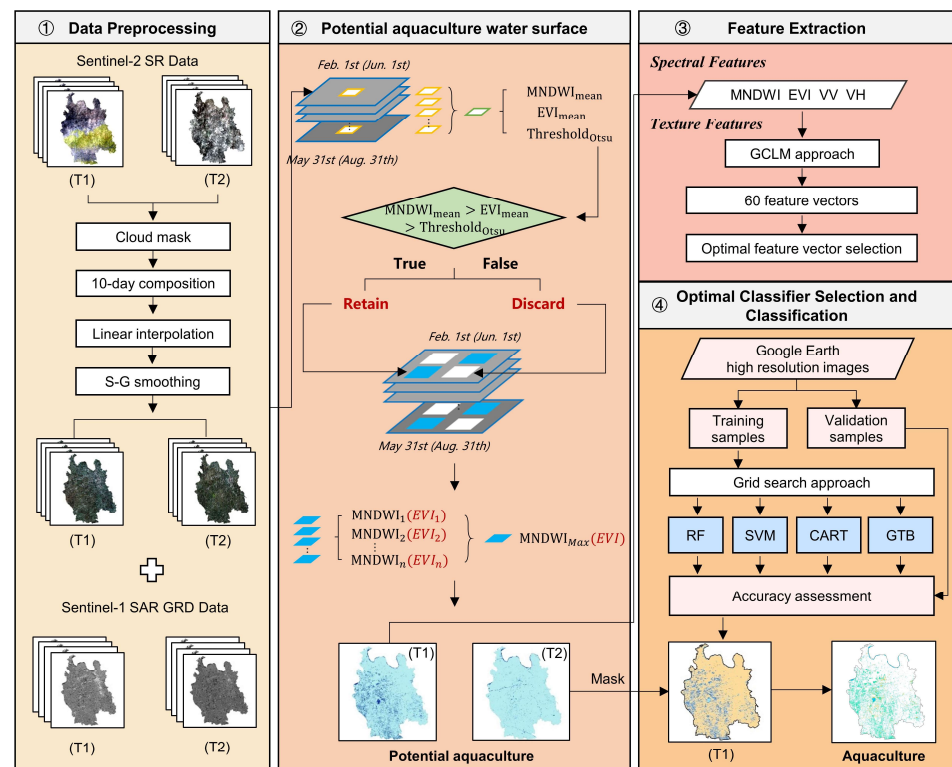 ① Data Preprocessing
Sentinel-2 SR Data
(T1)
(T2)
Cloud mask
10-day composition
Linear interpolation
S-G smoothing
(T1)
(T2)
Sentinel-1 SAR GRD Data
(T1)
(T2)
② Potential aquaculture water surface
Feb. 1st (Jun. 1st)
May 31st (Aug. 31th)
MNDWImean
EVImean
ThresholdOtsu
MNDWImean > EVImean
> ThresholdOtsu
True
False
Retain
Discard
Feb. 1st (Jun. 1st)
May 31st (Aug. 31th)
MNDWI1(EVI1)
MNDWI2(EVI2)
⋮
MNDWIn(EVIn)
MNDWIMax(EVI)
(T1)
(T2)
Potential aquaculture
Mask
③ Feature Extraction
Spectral Features
MNDWI EVI VV VH
Texture Features
GCLM approach
60 feature vectors
Optimal feature vector selection
④ Optimal Classifier Selection and
Classification
Google Earth
high resolution images
Training
samples
Validation
samples
Grid search approach
RF
SVM
CART
GTB
Accuracy assessment
(T1)
Aquaculture